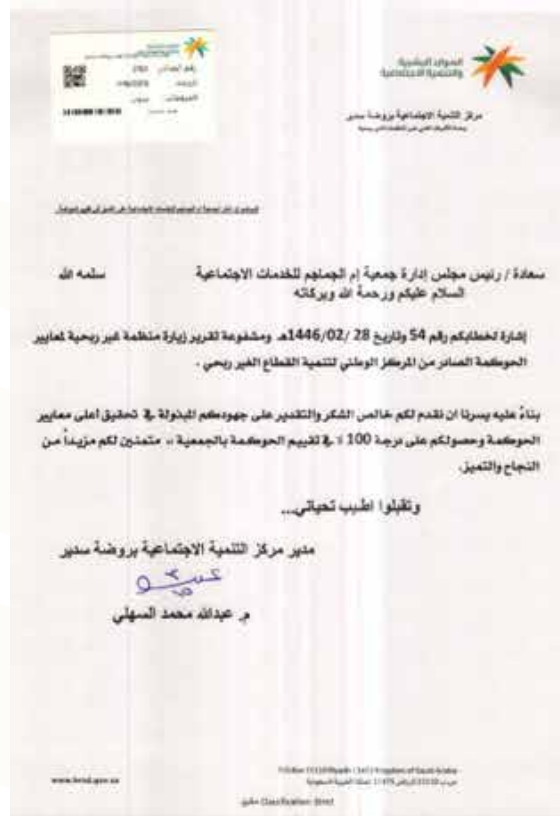 الموارد البشرية
والتنمية الاجتماعية
مركز التنمية الاجتماعية بروضة سدير
سعادة / رئيس مجلس إدارة جمعية إم الجماجم للخدمات الاجتماعية سلمه الله
السلام عليكم ورحمة الله وبركاته
إشارة لخطابكم رقم 54 وتاريخ 28 /1446/02هـ ومشفوعة تقرير زيارة منظمة غير ربحية لمعايير
الحوكمة الصادر من المركز الوطني لتنمية القطاع الغير ربحي .
بناءً عليه يسرنا ان نقدم لكم خالص الشكر والتقدير على جهودكم المبذولة في تحقيق أعلى معايير
الحوكمة وحصولكم على درجة 100 في تقييم الحوكمة بالجمعية .. متمنين لكم مزيداً من
النجاح والتميز.
وتقبلوا اطيب تحياتي...
مدير مركز التنمية الاجتماعية بروضة سدير
م. عبدالله محمد السهلي
www.hrsd.gov.sa